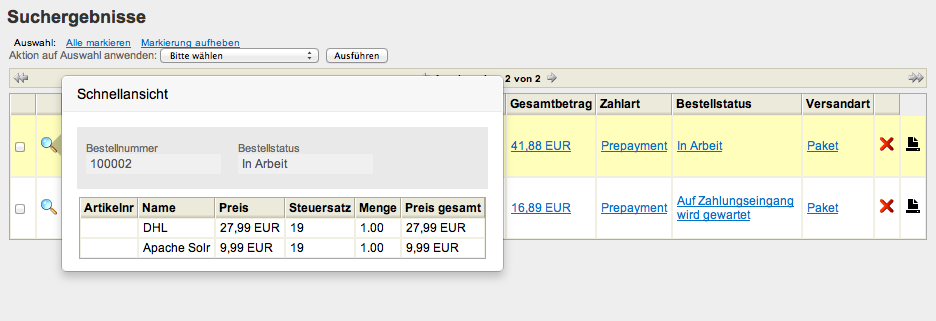 Suchergebnisse
Auswahl: Alle markieren Markierung aufheben
Aktion auf Auswahl anwenden: Bitte wählen Ausführen
2 von 2
Schnellansicht
Bestellnummer Bestellstatus
100002 In Arbeit
Artikelnr Name Preis Steuersatz Menge Preis gesamt
DHL 27,99 EUR 19 1.00 27,99 EUR
Apache Solr 9,99 EUR 19 1.00 9,99 EUR
Gesamtbetrag Zahlart Bestellstatus Versandart
41,88 EUR Prepayment In Arbeit Paket
16,89 EUR Prepayment Auf Zahlungseingang wird gewartet Paket